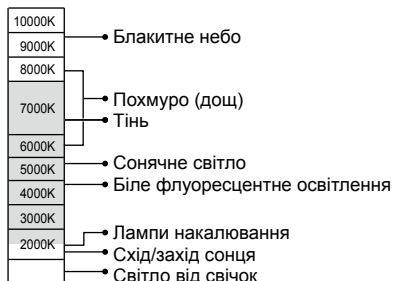 10000K
9000K
Блакитне небо
8000K
7000K
6000K
Похмуро (дощ)
Тінь
5000K
Сонячне світло
4000K
Біле флуоресцентне освітлення
3000K
2000K
Лампи накалювання
Схід/захід сонця
Світло від свічок